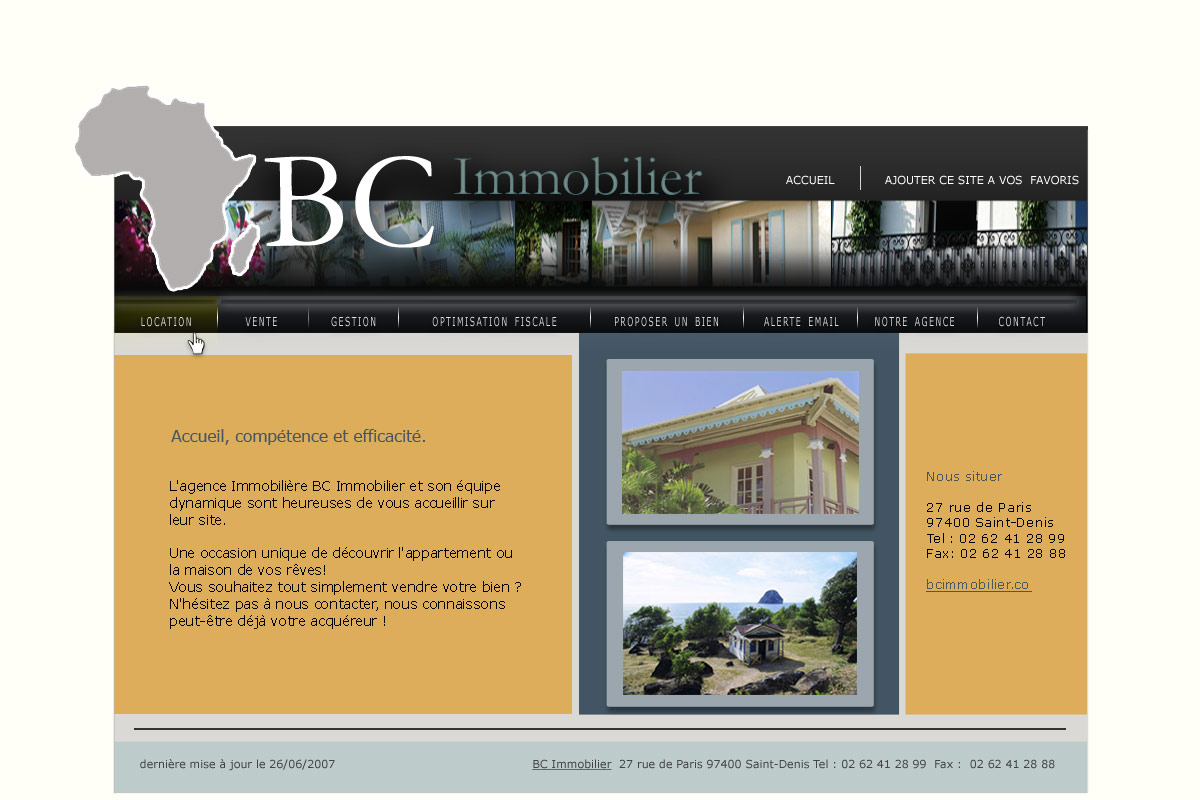 BC Immobilier
ACCUEIL
AJOUTER CE SITE A VOS FAVORIS
LOCATION
VENTE
GESTION
OPTIMISATION FISCALE
PROPOSER UN BIEN
ALERTE EMAIL
NOTRE AGENCE
CONTACT
Accueil, compétence et efficacité.
L'agence Immobilière BC Immobilier et son équipe
dynamique sont heureuses de vous accueillir sur
leur site.
Une occasion unique de découvrir l'appartement ou
la maison de vos rêves!
Vous souhaitez tout simplement vendre votre bien ?
N'hésitez pas à nous contacter, nous connaissons
peut-être déjà votre acquéreur !
Nous situer
27 rue de Paris
97400 Saint-Denis
Tel : 02 62 41 28 99
Fax: 02 62 41 28 88
bcimmobilier.co
dernière mise à jour le 26/06/2007
BC Immobilier 27 rue de Paris 97400 Saint-Denis Tel : 02 62 41 28 99 Fax : 02 62 41 28 88